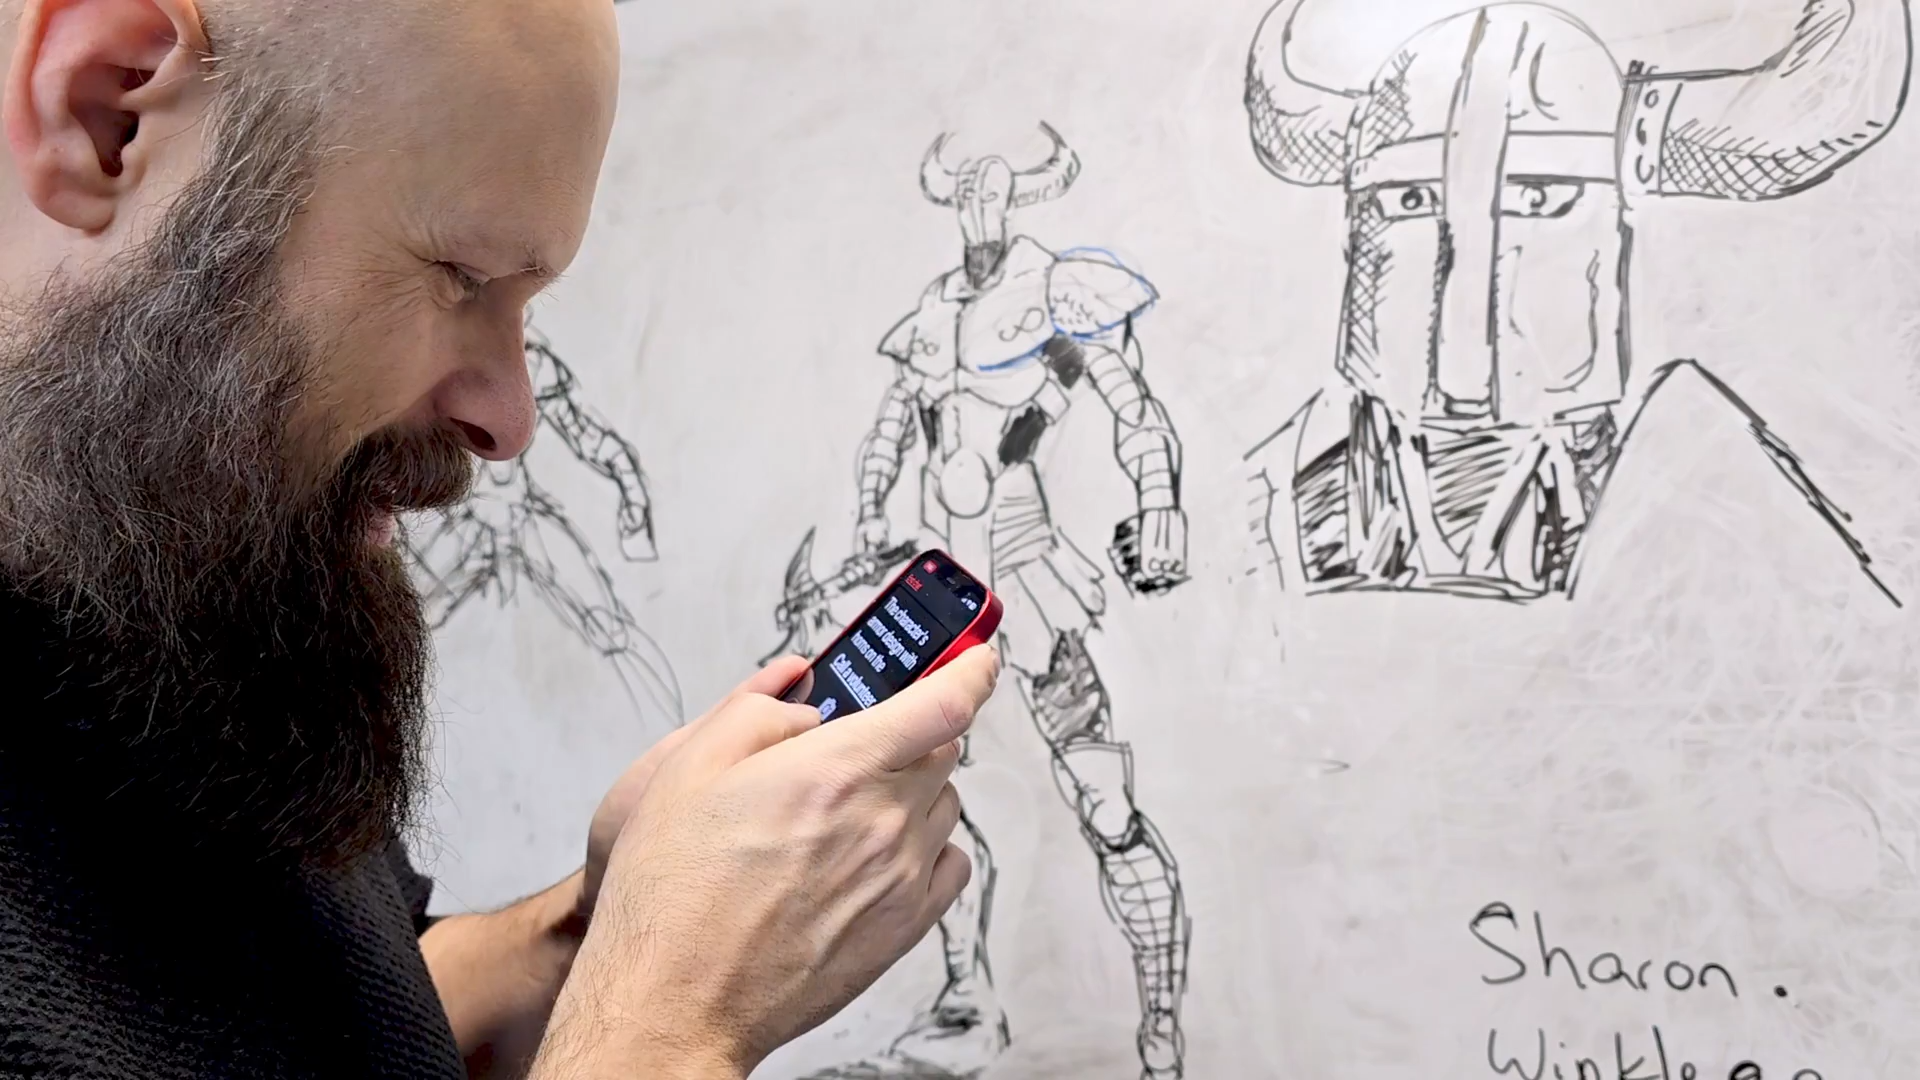 The character's
armor design with
horns on the
Call a volunteer
Sharon.